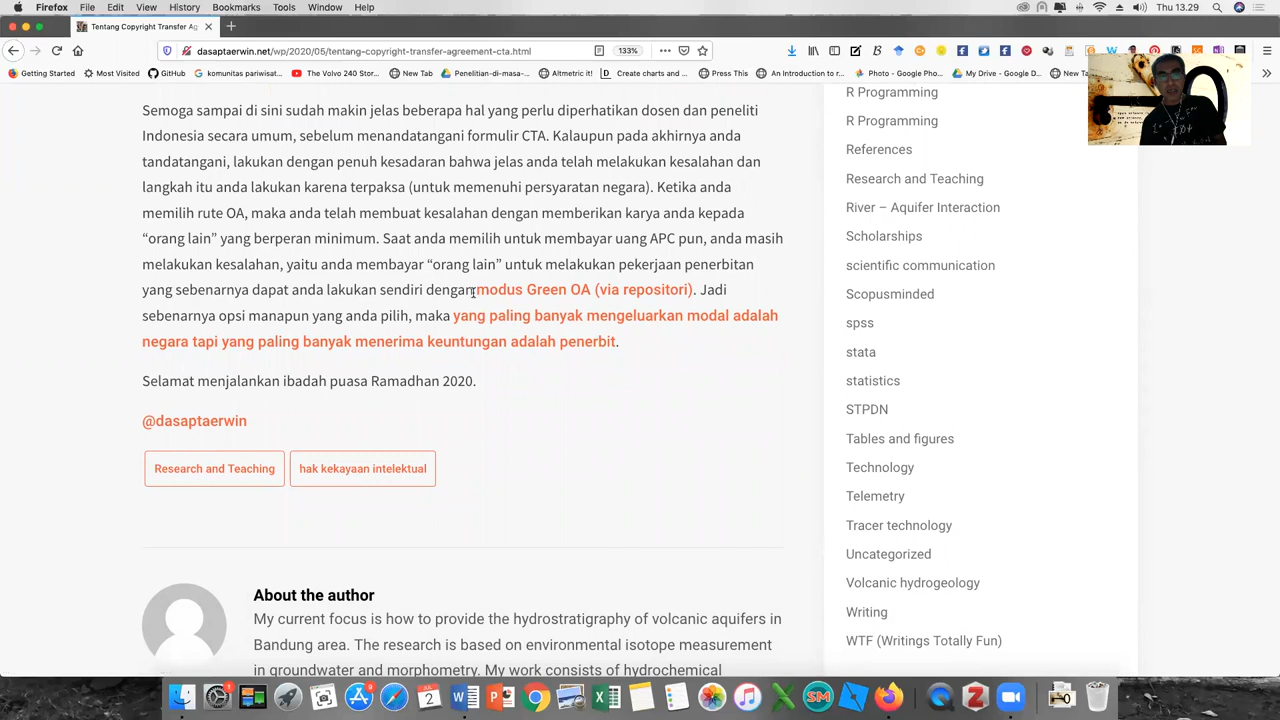 Firefox File Edit View History Bookmarks Tools Window Help Thu 13.29
Tentang Copyright Transfer Ag
dasaptaerwin.net/wp/2020/05/tentang-copyright-transfer-agreement-cta.html 133%
Getting Started Most Visited GitHub komunitas pariwisat... The Volvo 240 Stor... New Tab Penelitian-di-masa-... Altmetric it! Create charts and ... Press This An Introduction to r... Photo - Google Pho... My Drive - Google D... New Tab
Semoga sampai di sini sudah makin jelas beberapa hal yang perlu diperhatikan dosen dan peneliti
Indonesia secara umum, sebelum menandatangani formulir CTA. Kalaupun pada akhirnya anda
tandatangani, lakukan dengan penuh kesadaran bahwa jelas anda telah melakukan kesalahan dan
langkah itu anda lakukan karena terpaksa (untuk memenuhi persyaratan negara). Ketika anda
memilih rute OA, maka anda telah membuat kesalahan dengan memberikan karya anda kepada
“orang lain” yang berperan minimum. Saat anda memilih untuk membayar uang APC pun, anda masih
melakukan kesalahan, yaitu anda membayar “orang lain” untuk melakukan pekerjaan penerbitan
yang sebenarnya dapat anda lakukan sendiri dengan modus Green OA (via repositori). Jadi
sebenarnya opsi manapun yang anda pilih, maka yang paling banyak mengeluarkan modal adalah
negara tapi yang paling banyak menerima keuntungan adalah penerbit.
Selamat menjalankan ibadah puasa Ramadhan 2020.
@dasaptaerwin
Research and Teaching hak kekayaan intelektual
About the author
My current focus is how to provide the hydrostratigraphy of volcanic aquifers in
Bandung area. The research is based on environmental isotope measurement
in groundwater and morphometry. My work consists of hydrochemical
R Programming
R Programming
References
Research and Teaching
River – Aquifer Interaction
Scholarships
scientific communication
Scopusminded
spss
stata
statistics
STPDN
Tables and figures
Technology
Telemetry
Tracer technology
Uncategorized
Volcanic hydrogeology
Writing
WTF (Writings Totally Fun)